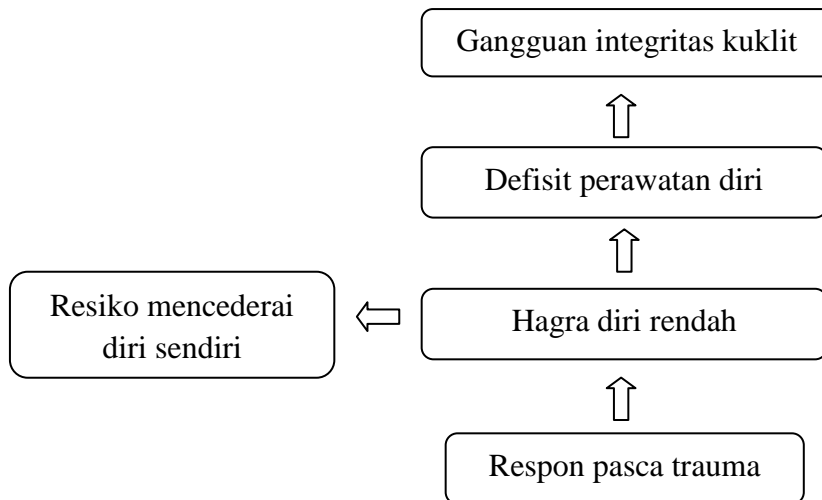 Gangguan integritas kuklit
Defisit perawatan diri
Resiko mencederai
diri sendiri
Hagra diri rendah
Respon pasca trauma